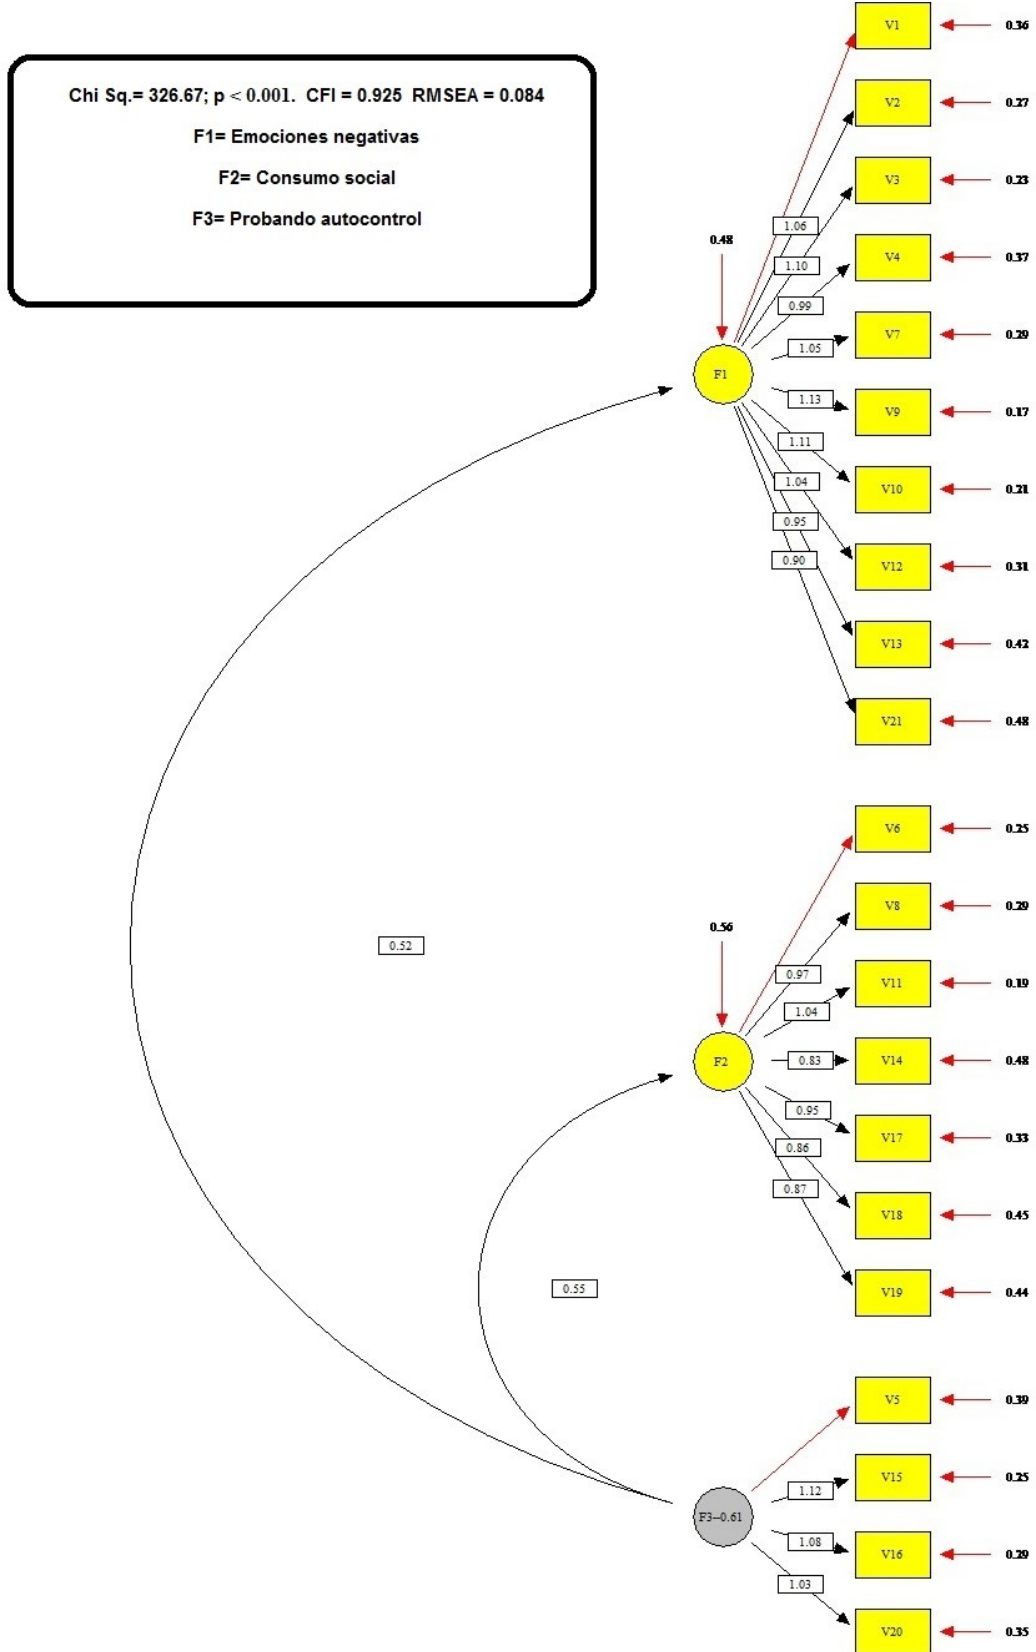 Chi Sq.= 326.67; p < 0.001. CFI = 0.925 RMSEA = 0.084
F1= Emociones negativas
F2= Consumo social
F3= Probando autocontrol
V1
0.36
V2
0.27
V3
0.23
1.06
0.48
V4
0.37
1.10
0.99
V7
0.29
1.05
F1
1.13
V9
0.17
1.11
1.04
V10
0.21
0.95
0.90
V12
0.31
V13
0.42
V21
0.48
V6
0.25
V8
0.29
0.56
0.52
0.97
V11
0.19
1.04
F2
0.83
V14
0.48
0.95
V17
0.33
0.86
0.87
V18
0.45
0.55
V19
0.44
V5
0.39
V15
0.25
1.12
F3--0.61
1.08
V16
0.29
1.03
V20
0.35